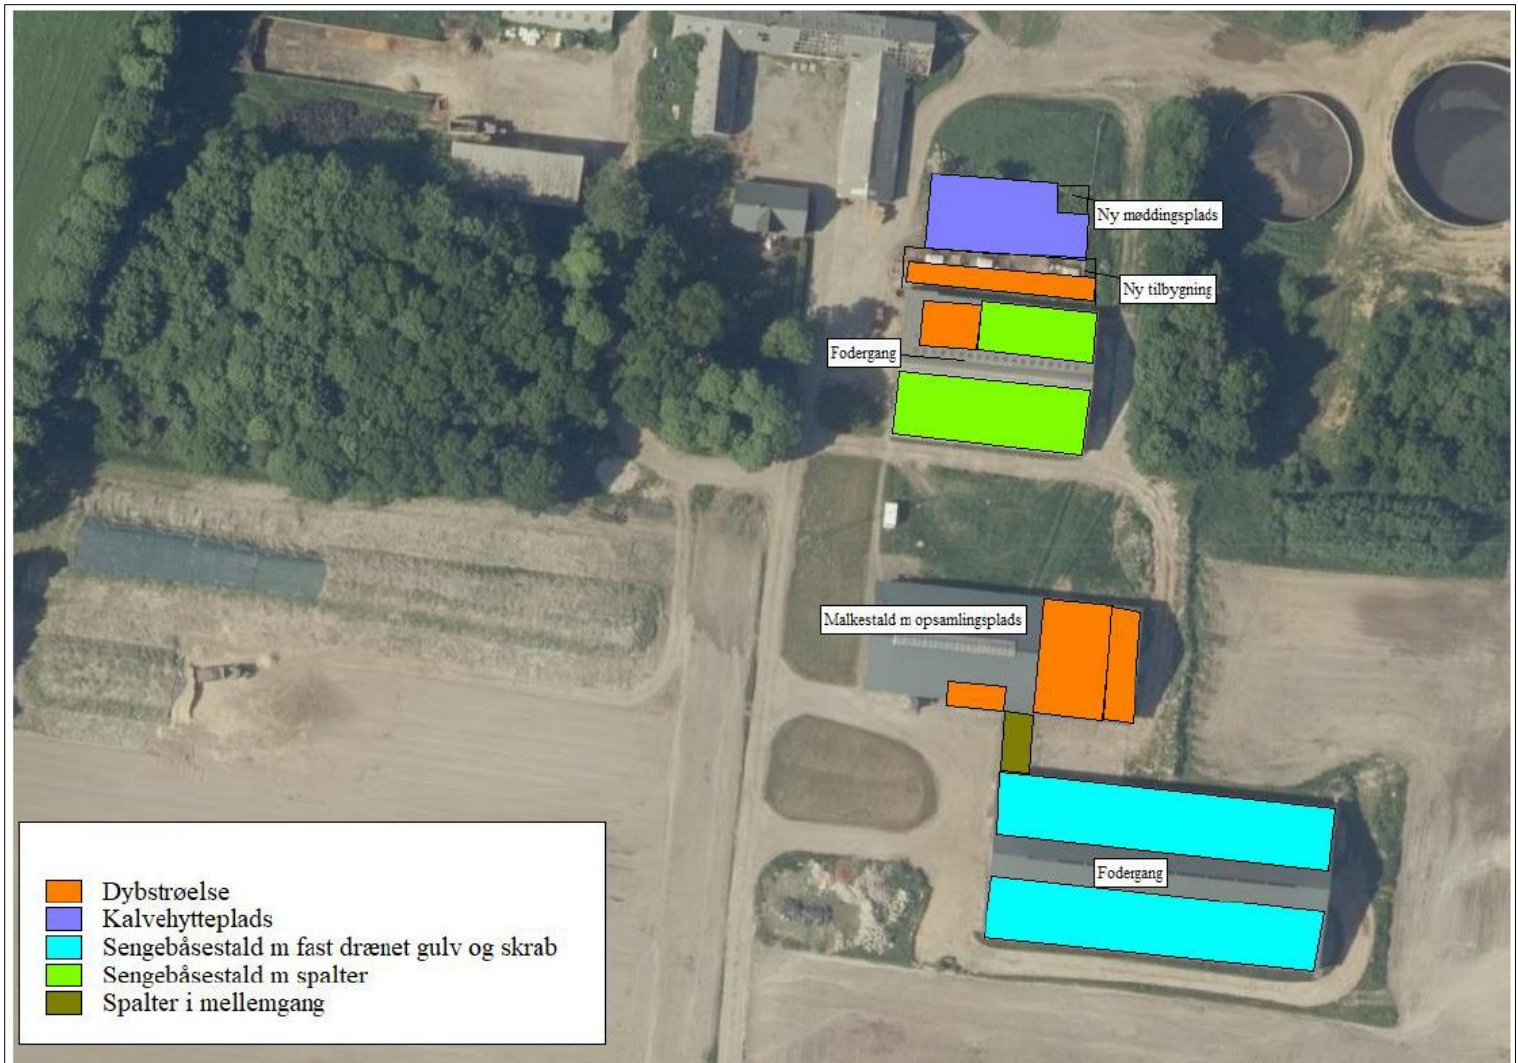 Ny møddingsplads
Ny tilbygning
Fodergang
Malkestald m opsamlingsplads
Fodergang
Dybstrøelse
Kalvehytteplads
Sengebåsestald m fast drænet gulv og skrab
Sengebåsestald m spalter
Spalter i mellemgang